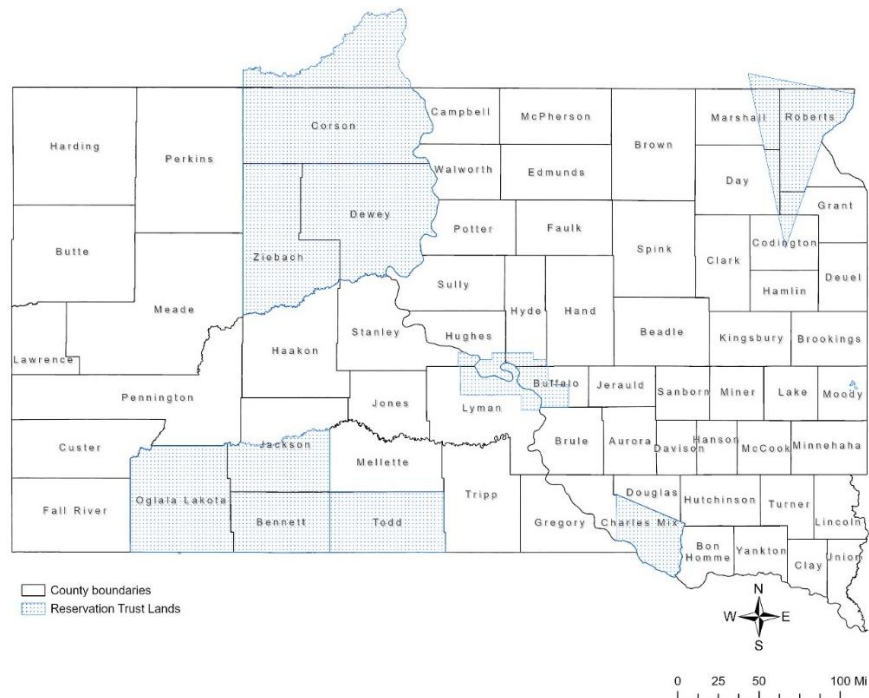 Campbell
McPherson
Marshall
Roberts
Harding
Corson
Brown
Perkins
Walworth
Edmunds
Day
Grant
Dewey
Potter
Faulk
Codington
Butte
Ziebach
Spink
Clark
Deuel
Sully
Hamlin
Meade
Hyde
Hand
Stanley
Hughes
Beadle
Kingsbury
Brookings
Lawrence
Haakon
Buffalo
Jerauld
Sanborn
Miner
Lake
Moody
Pennington
Jones
Lyman
Custer
Jackson
Mellette
Brule
Aurora
Davison
Hanson
McCook
Minnehaha
Oglala Lakota
Tripp
Douglas
Hutchinson
Turner
Fall River
Bennett
Todd
Gregory
Charles Mix
Lincoln
Bon
Homme
Yankton
Clay
Union
County boundaries
Reservation Trust Lands
N
W E
S
0 25 50 100 Mi